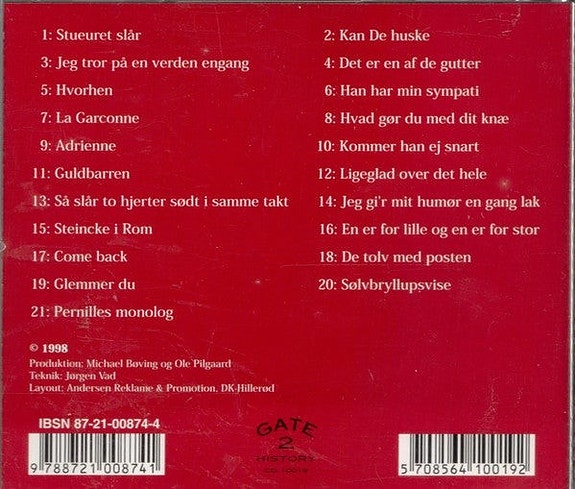 1: Stueuret slår
2: Kan De huske
3: Jeg tror på en verden engang
4: Det er en af de gutter
5: Hvorhen
6: Han har min sympati
7: La Garconne
8: Hvad gør du med dit knæ
9: Adrienne
10: Kommer han ej snart
11: Guldbarren
12: Ligeglad over det hele
13: Så slår to hjerter sødt i samme takt
14: Jeg gi'r mit humør en gang lak
15: Steincke i Rom
16: En er for lille og en er for stor
17: Come back
18: De tolv med posten
19: Glemmer du
20: Sølvbryllupsvise
21: Pernilles monolog
© 1998
Produktion: Michael Bøving og Ole Pilgaard
Teknik: Jørgen Vad
Layout: Andersen Reklame & Promotion, DK-Hillerød
IBSN 87-21-00874-4
9 788721 008741
GATE
2
HISTORY
5 708564 100192